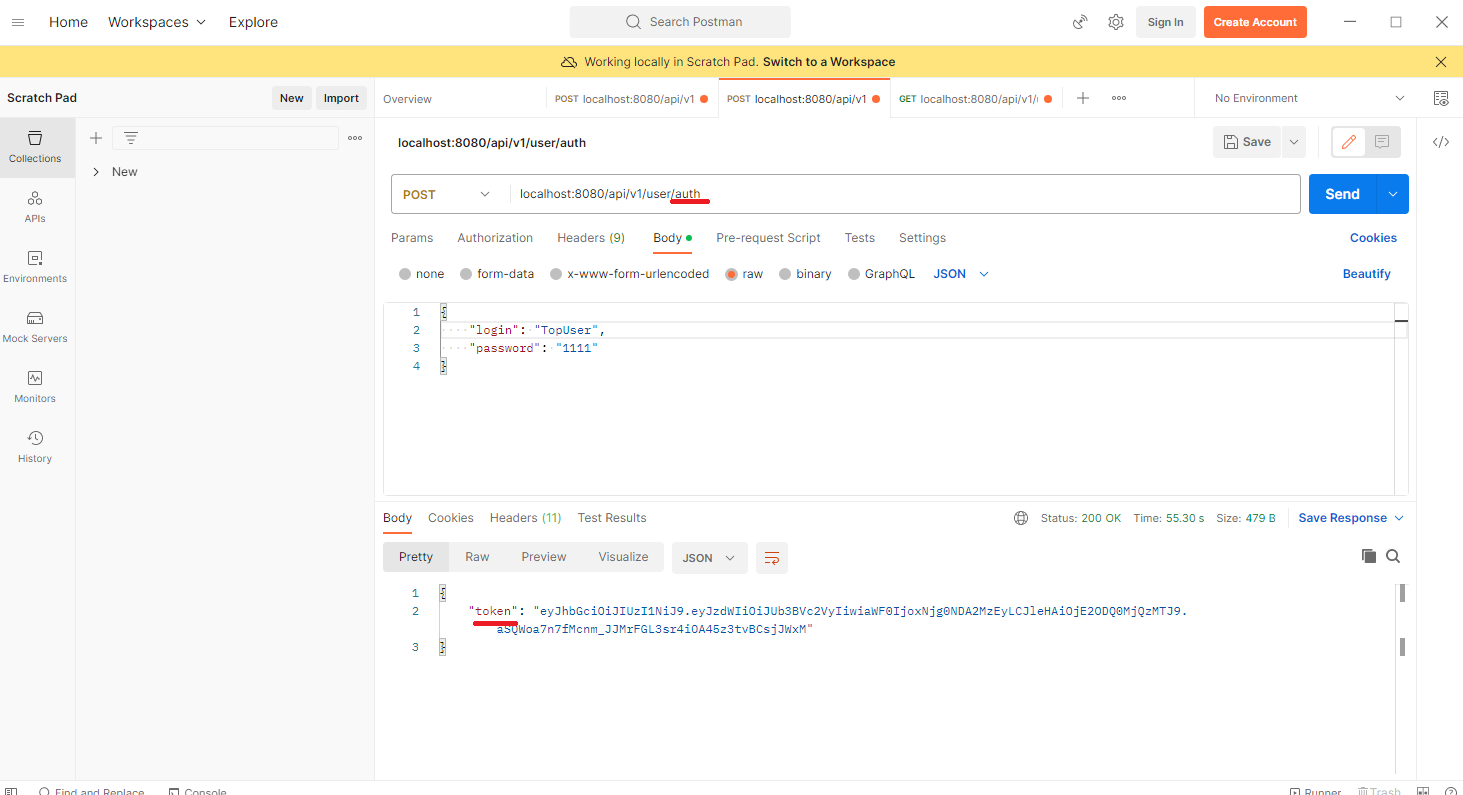 Home Workspaces Explore Search Postman Sign In Create Account
Working locally in Scratch Pad. Switch to a Workspace
Scratch Pad New Import Overview POST localhost:8080/api/v1 POST localhost:8080/api/v1 GET localhost:8080/api/v1/ No Environment
Collections
New
APIs
Environments
Mock Servers
Monitors
History
localhost:8080/api/v1/user/auth Save
POST localhost:8080/api/v1/user/auth Send
Params Authorization Headers (9) Body Pre-request Script Tests Settings Cookies
none form-data x-www-form-urlencoded raw binary GraphQL JSON Beautify
1 {
2 "login": "TopUser",
3 "password": "1111"
4 }
Body Cookies Headers (11) Test Results Status: 200 OK Time: 55.30 s Size: 479 B Save Response
Pretty Raw Preview Visualize JSON
1 {
2 "token": "eyJhbGciOiJIUzI1NiJ9.eyJzdWIiOiJUb3BVc2VyIiwiaWF0IjoxNjg0NDA2MzEyLCJleHAiOjE2ODQ0MjQzMTJ9.
aSQWoa7n7fMcnm_JJMrFGL3sr4iOA45z3tvBCsjJWxM"
3 }
Find and Replace Console Runner Trash